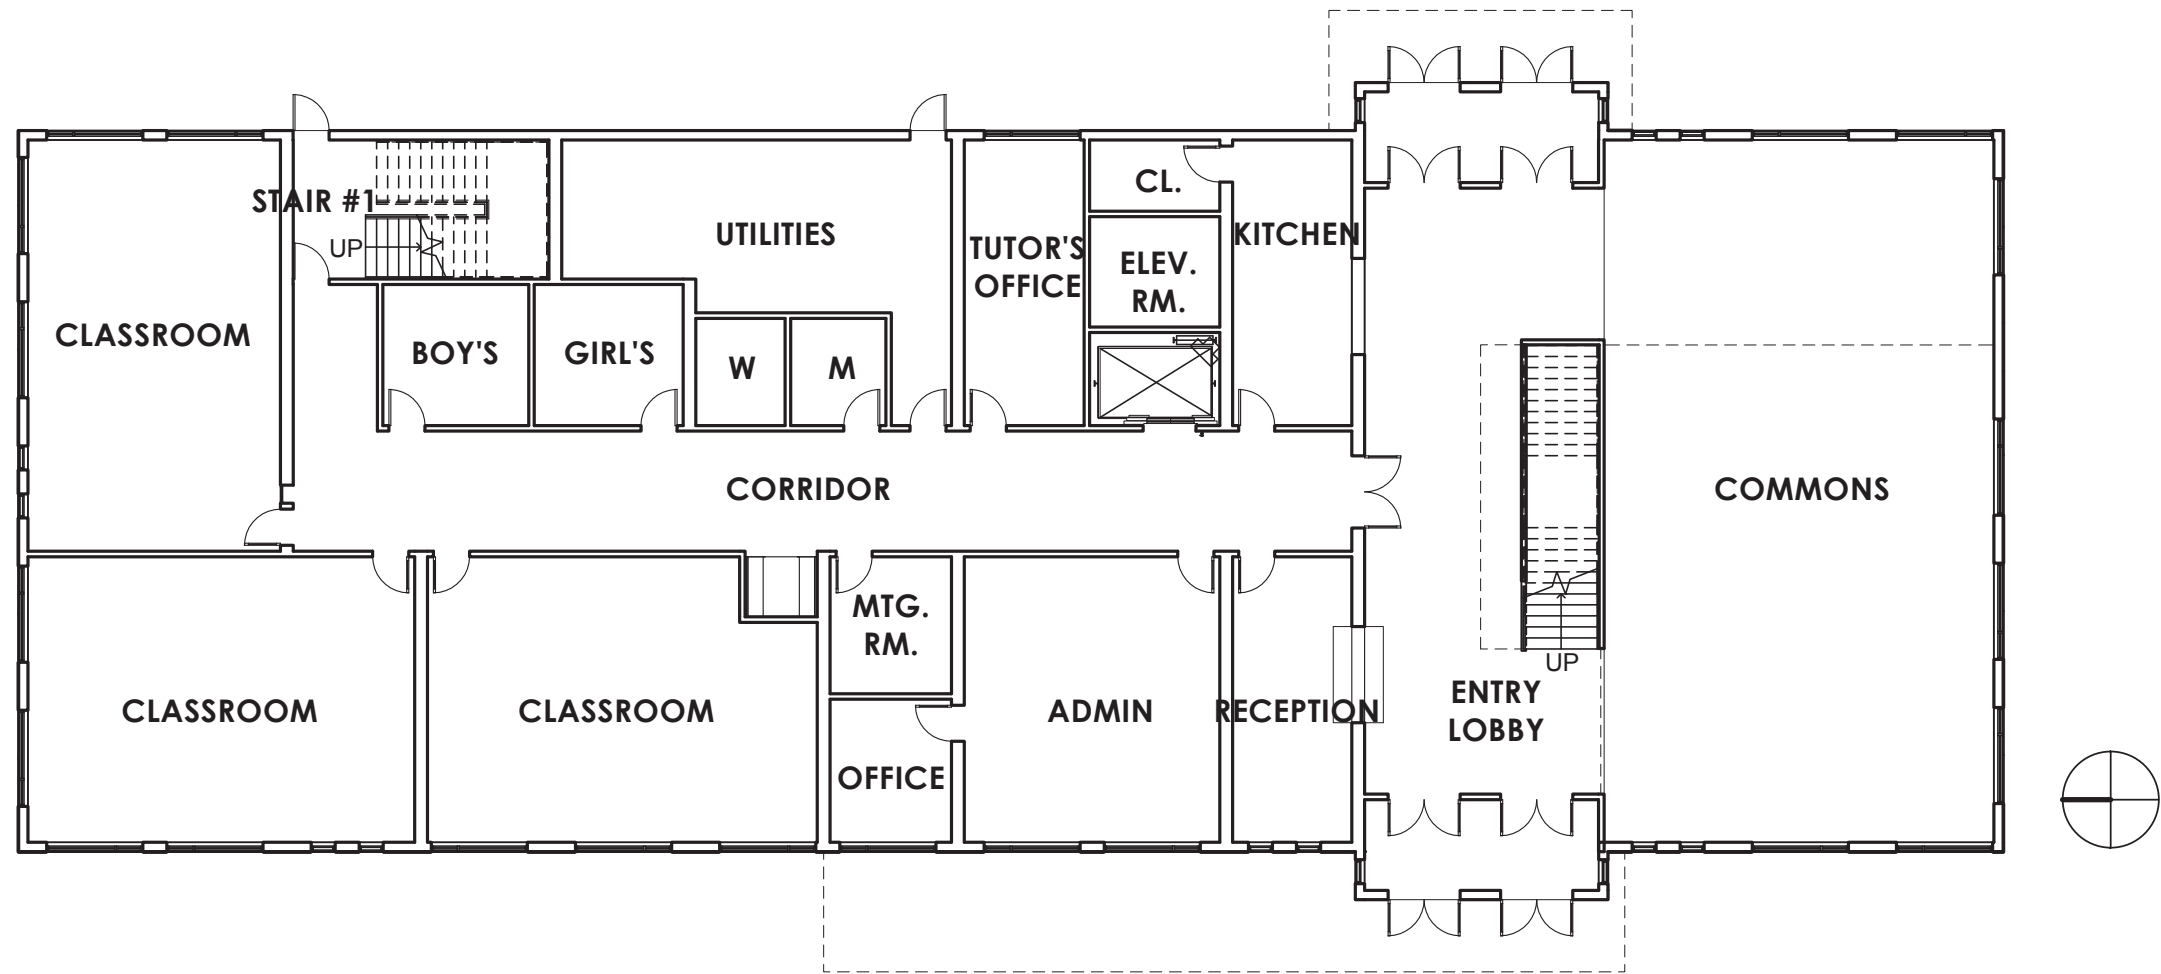 STAIR #1
UP
CL.
UTILITIES
KITCHEN
TUTOR'S
OFFICE
ELEV.
RM.
CLASSROOM
BOY'S
GIRL'S
W
M
CORRIDOR
COMMONS
MTG.
RM.
UP
CLASSROOM
CLASSROOM
ADMIN
RECEPTION
ENTRY
LOBBY
OFFICE